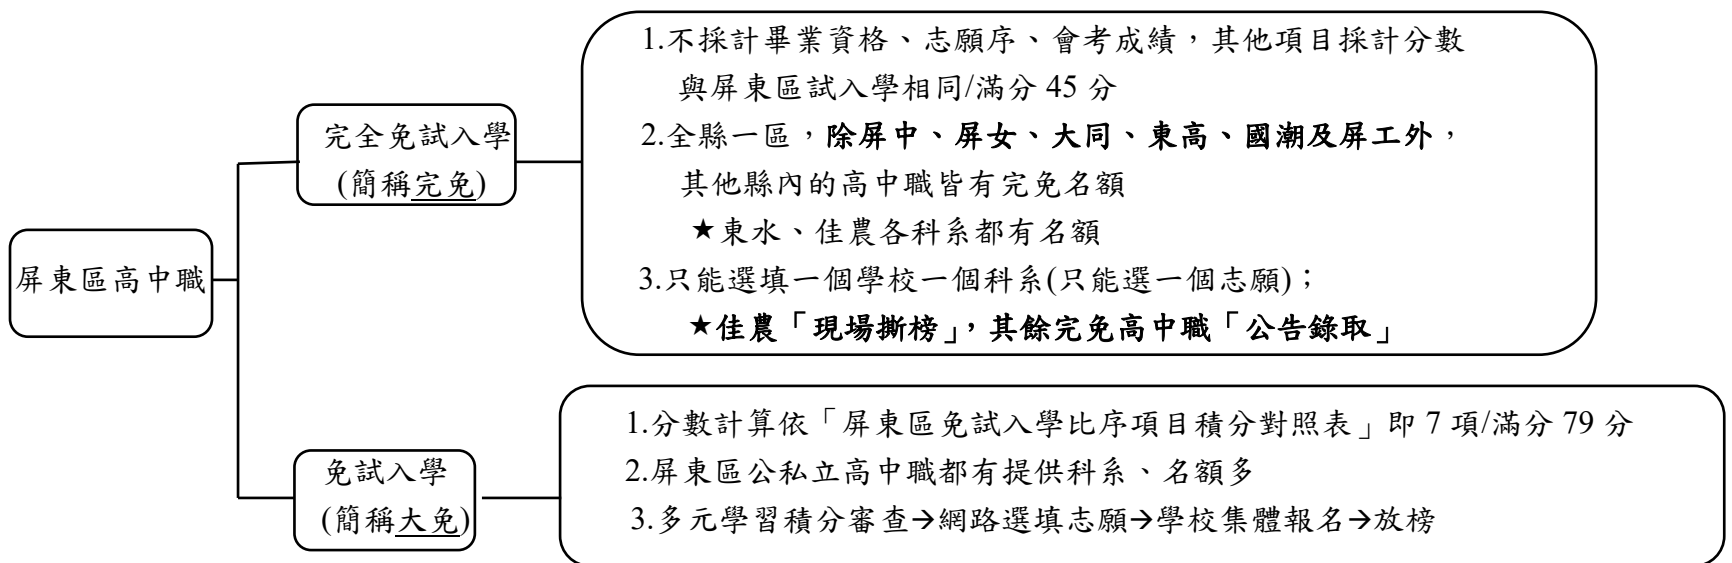 屏東區高中職
完全免試入學
(簡稱完免)
1.不採計畢業資格、志願序、會考成績，其他項目採計分數
與屏東區試入學相同/滿分 45 分
2.全縣一區，除屏中、屏女、大同、東高、國潮及屏工外，
其他縣內的高中職皆有完免名額
★東水、佳農各科系都有名額
3.只能選填一個學校一個科系(只能選一個志願)；
★佳農「現場撕榜」，其餘完免高中職「公告錄取」
免試入學
(簡稱大免)
1.分數計算依「屏東區免試入學比序項目積分對照表」即 7 項/滿分 79 分
2.屏東區公私立高中職都有提供科系、名額多
3.多元學習積分審查→網路選填志願→學校集體報名→放榜